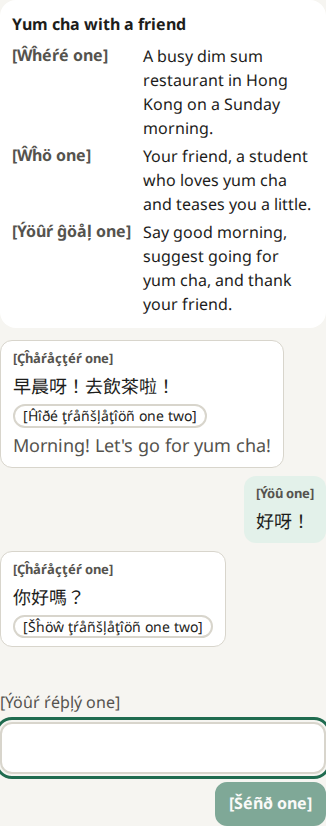 Yum cha with a friend
[Ŵĥéŕé one]
A busy dim sum
restaurant in Hong
Kong on a Sunday
morning.
[Ŵĥö one]
Your friend, a student
who loves yum cha
and teases you a little.
[Ýöûŕ ĝöåļ one]
Say good morning,
suggest going for
yum cha, and thank
your friend.
[Çĥåŕåçţéŕ one]
早晨呀！去飲茶啦！
[Ĥîðé ţŕåñšļåţîöñ one two]
Morning! Let's go for yum cha!
[Ýöû one]
好呀！
[Çĥåŕåçţéŕ one]
你好嗎？
[Šĥöŵ ţŕåñšļåţîöñ one two]
[Ýöûŕ ŕéþļý one]
[Šéñð one]